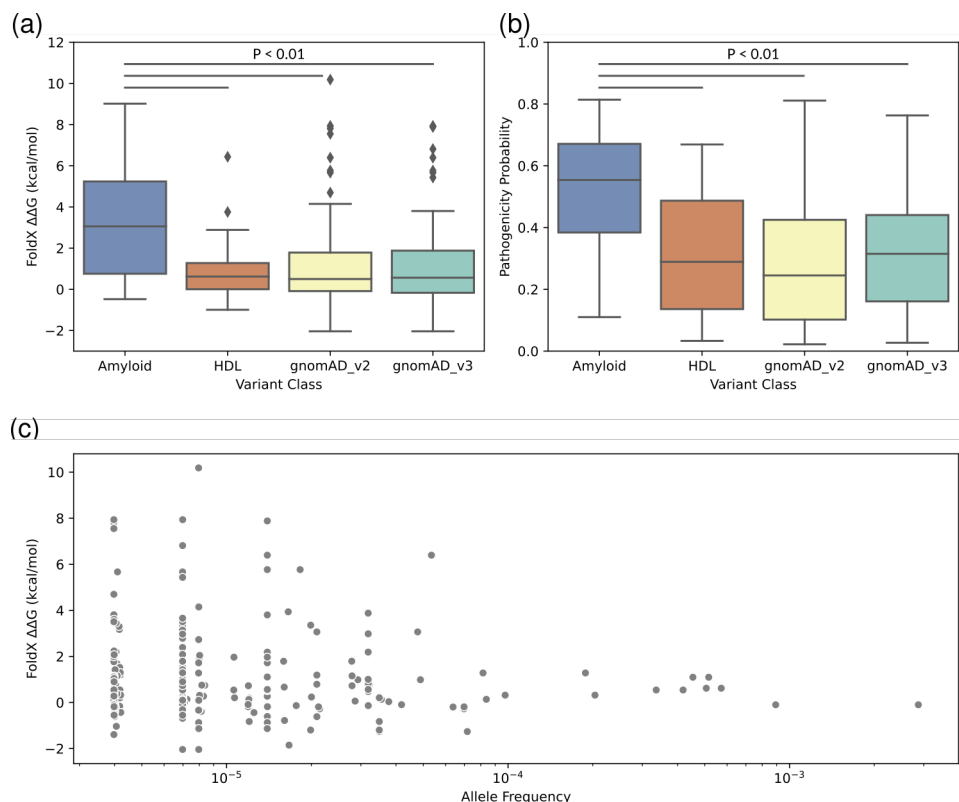 (a)
P < 0.01
12
10
8
6
4
2
0
−2
FoldX ΔΔG (kcal/mol)
Amyloid HDL gnomAD_v2 gnomAD_v3
Variant Class
(b)
P < 0.01
1.0
0.8
0.6
0.4
0.2
0.0
Pathogenicity Probability
Amyloid HDL gnomAD_v2 gnomAD_v3
Variant Class
(c)
10
8
6
4
2
0
−2
FoldX ΔΔG (kcal/mol)
10⁻⁵ 10⁻⁴ 10⁻³
Allele Frequency